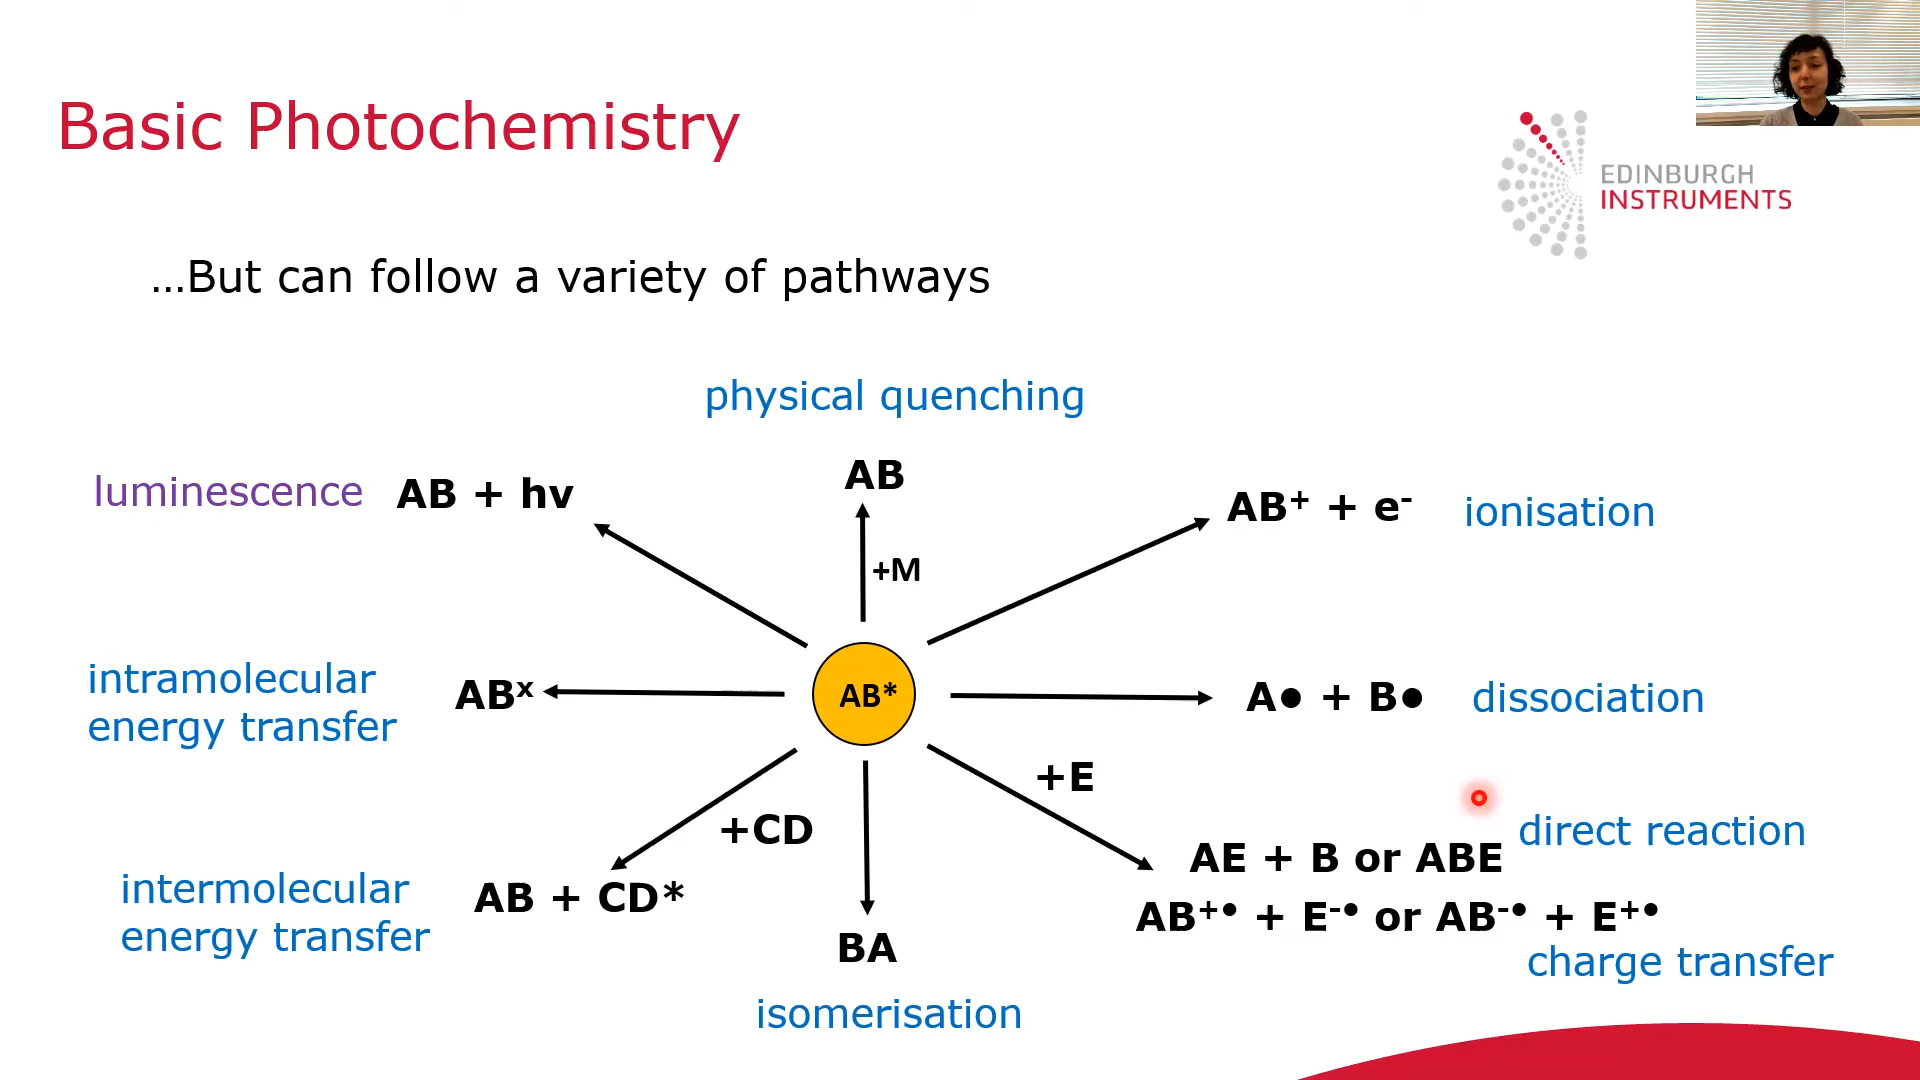 Basic Photochemistry
EDINBURGH
INSTRUMENTS
...But can follow a variety of pathways
physical quenching
luminescence
AB + hv
AB
AB⁺ + e⁻
ionisation
+M
intramolecular
energy transfer
ABˣ
AB*
A• + B•
dissociation
+E
+CD
direct reaction
AE + B or ABE
intermolecular
energy transfer
AB + CD*
AB⁺• + E⁻• or AB⁻• + E⁺•
BA
charge transfer
isomerisation